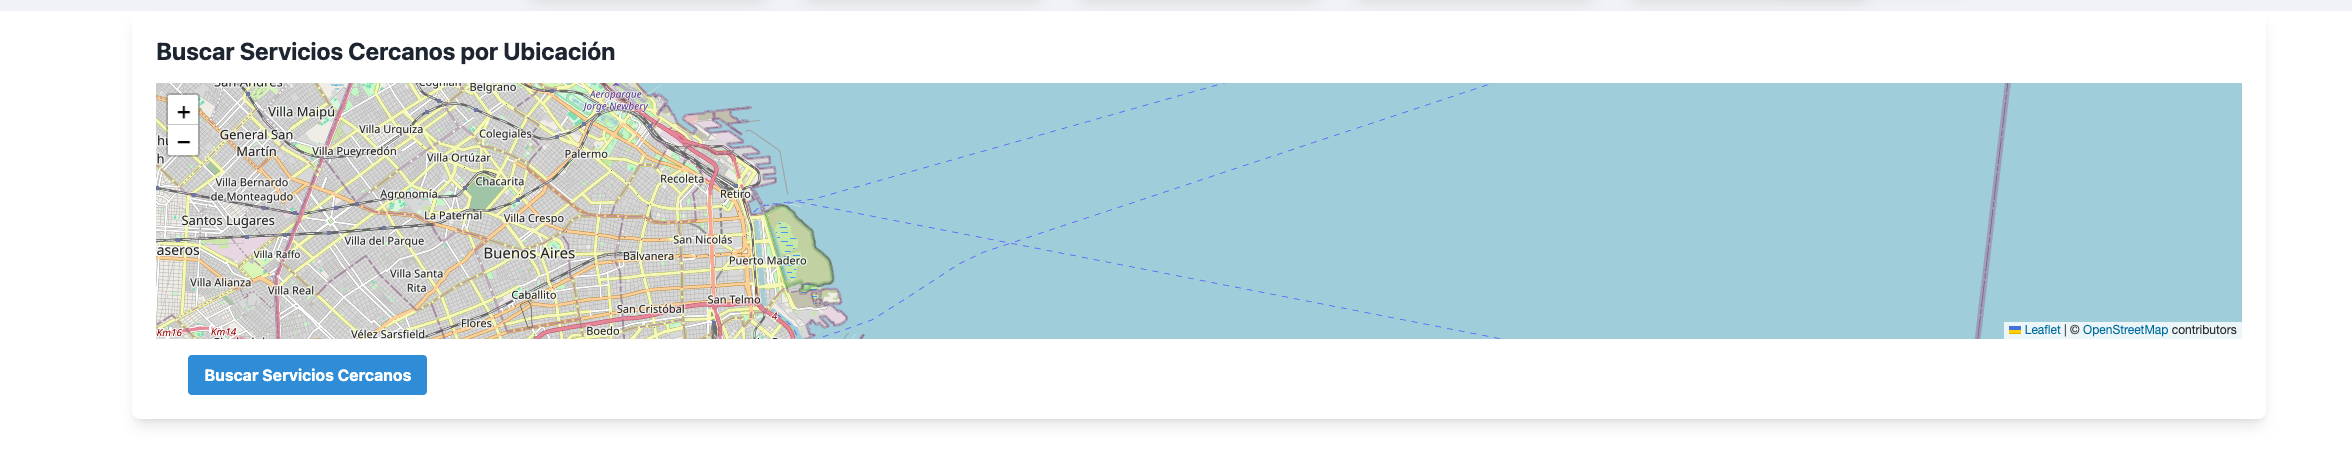 Buscar Servicios Cercanos por Ubicación
+
−
Belgrano
Aeroparque
Jorge Newbery
Villa Maipú
Villa Urquiza
Colegiales
General San
Martín
Villa Pueyrredón
Villa Ortúzar
Palermo
Recoleta
Retiro
Villa Bernardo
de Monteagudo
Agronomía
Chacarita
La Paternal
Villa Crespo
Santos Lugares
Villa del Parque
San Nicolás
aseros
Villa Raffo
Buenos Aires
Balvanera
Puerto Madero
Villa Santa
Rita
Villa Alianza
Villa Real
Caballito
San Telmo
San Cristóbal
Km16
Km14
Vélez Sarsfield
Flores
Boedo
4
Leaflet | © OpenStreetMap contributors
Buscar Servicios Cercanos